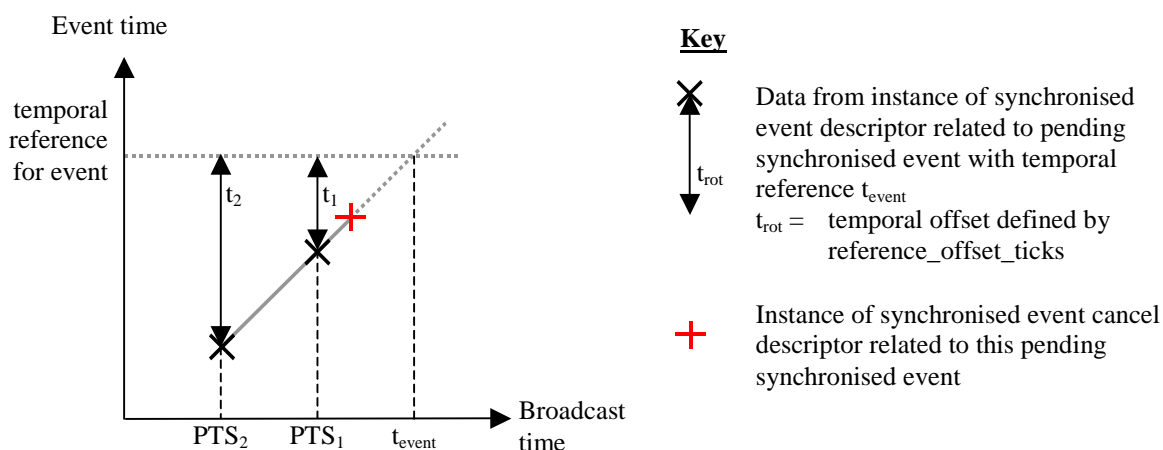 Event time
temporal
reference
for event
t2
t1
PTS2
PTS1
tevent
Broadcast
time
Key
trot
Data from instance of synchronised
event descriptor related to pending
synchronised event with temporal
reference tevent
trot = temporal offset defined by
reference_offset_ticks
Instance of synchronised event cancel
descriptor related to this pending
synchronised event